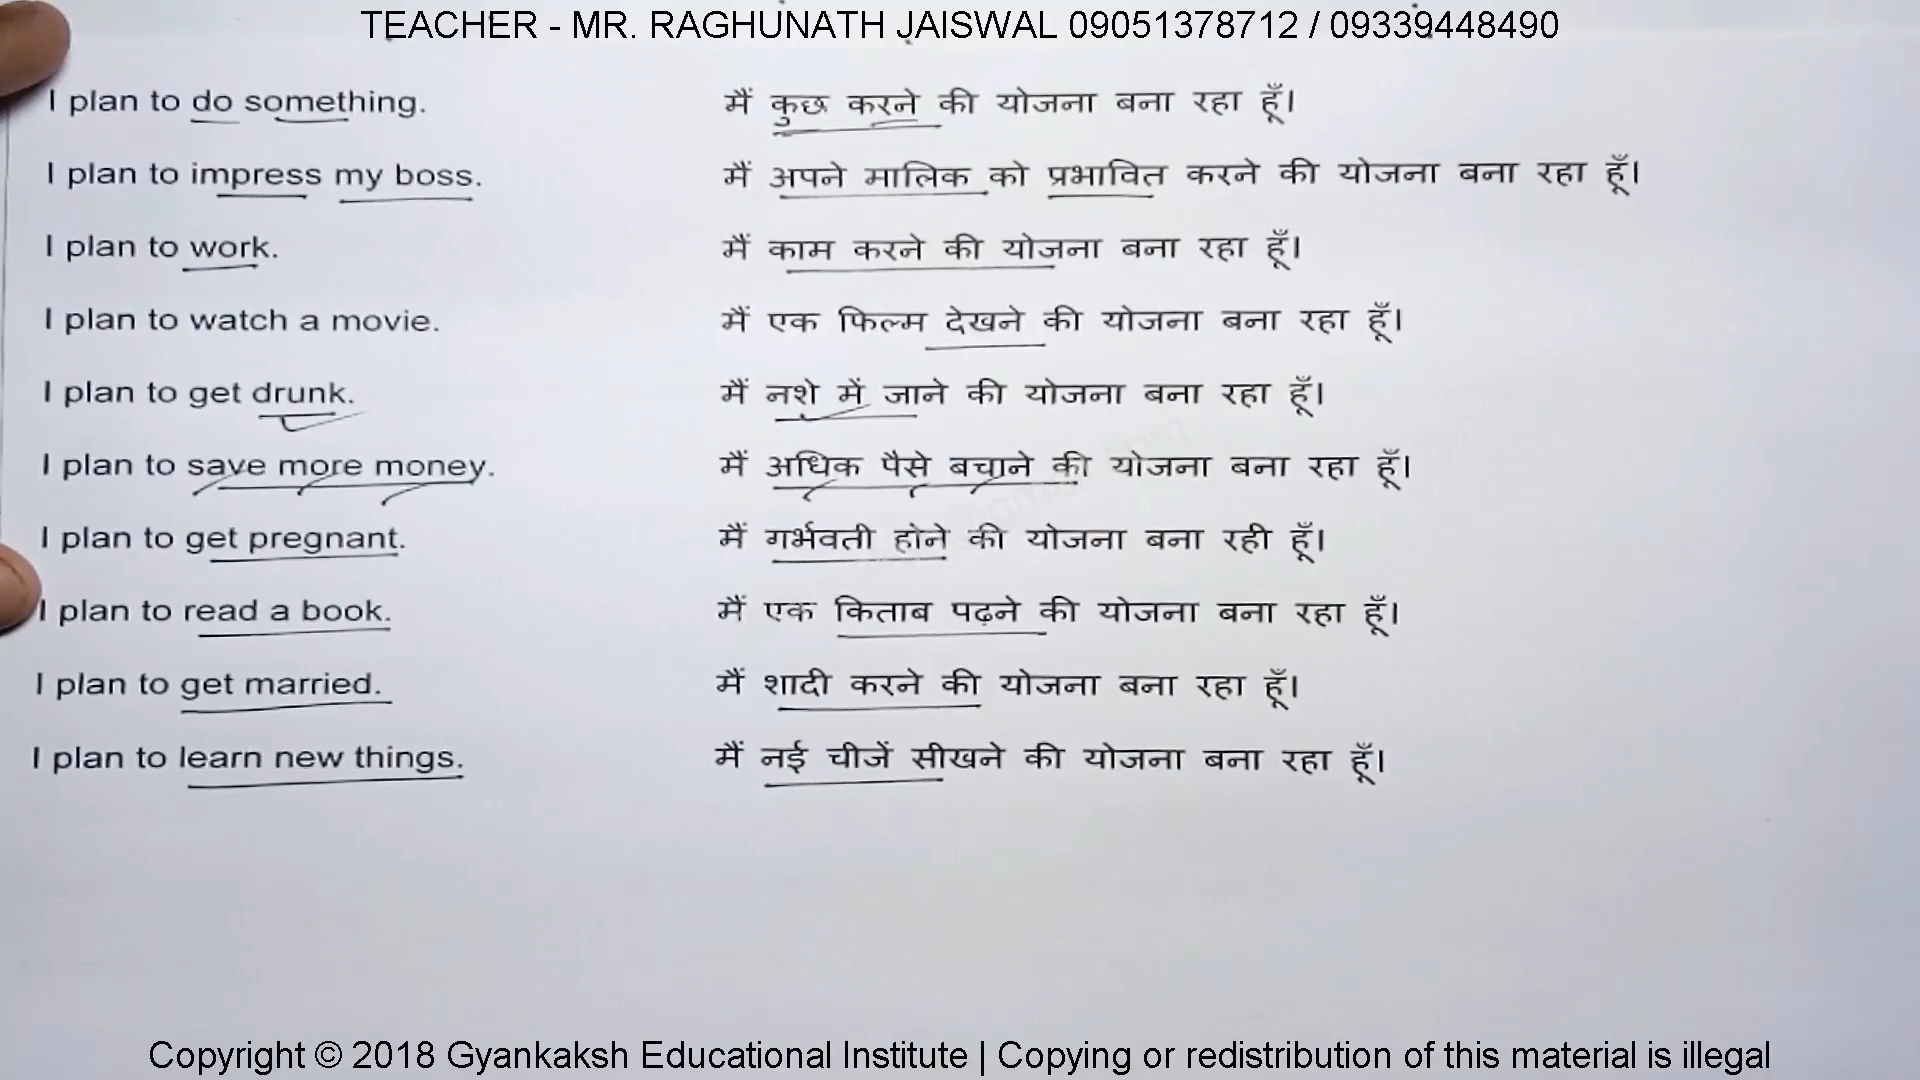 TEACHER - MR. RAGHUNATH JAISWAL 09051378712 / 09339448490
I plan to do something. मैं कुछ करने की योजना बना रहा हूँ।
I plan to impress my boss. मैं अपने मालिक को प्रभावित करने की योजना बना रहा हूँ।
I plan to work. मैं काम करने की योजना बना रहा हूँ।
I plan to watch a movie. मैं एक फिल्म देखने की योजना बना रहा हूँ।
I plan to get drunk. मैं नशे में जाने की योजना बना रहा हूँ।
I plan to save more money. मैं अधिक पैसे बचाने की योजना बना रहा हूँ।
I plan to get pregnant. मैं गर्भवती होने की योजना बना रही हूँ।
I plan to read a book. मैं एक किताब पढ़ने की योजना बना रहा हूँ।
I plan to get married. मैं शादी करने की योजना बना रहा हूँ।
I plan to learn new things. मैं नई चीजें सीखने की योजना बना रहा हूँ।
Copyright © 2018 Gyankaksh Educational Institute | Copying or redistribution of this material is illegal